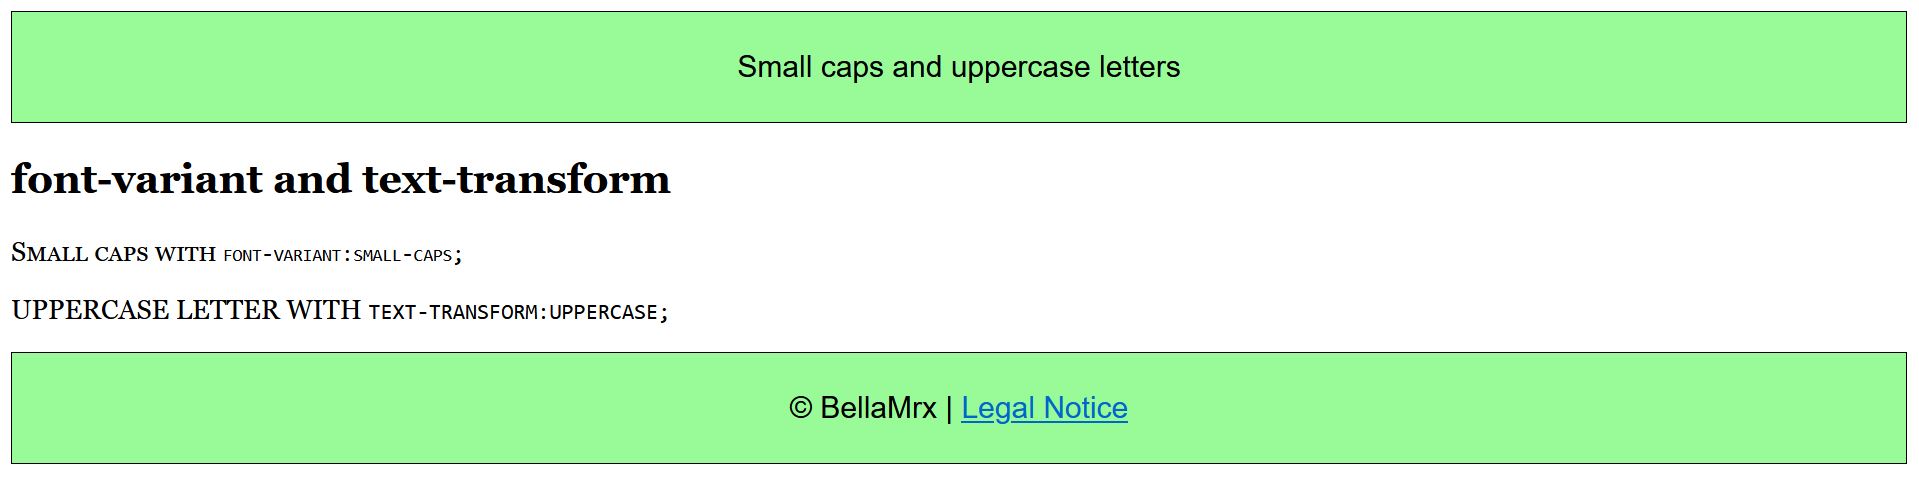 Small caps and uppercase letters
font-variant and text-transform
Small caps with font-variant:small-caps;
UPPERCASE LETTER WITH TEXT-TRANSFORM:UPPERCASE;
© BellaMrx | Legal Notice